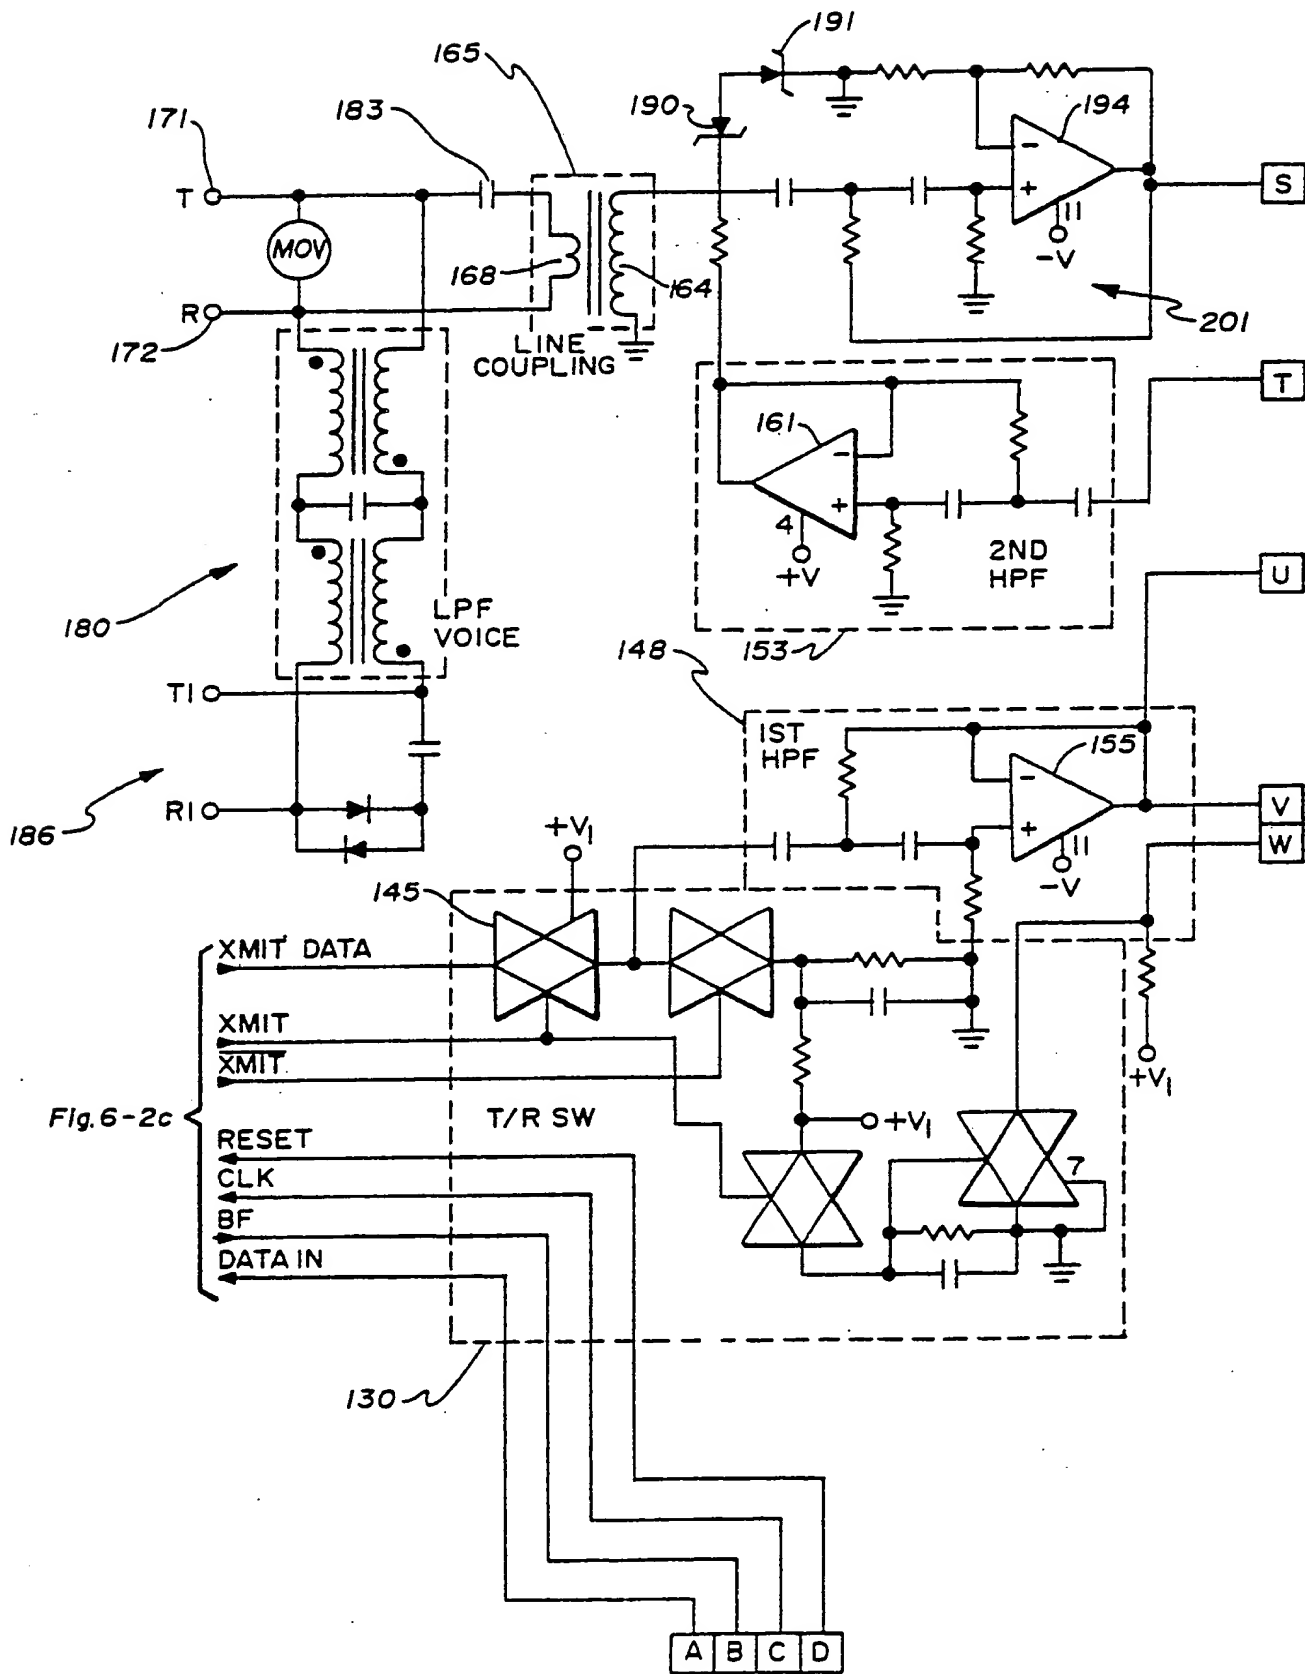 191
165
183
190
194
171
T
−
+
11
−V
S
MOV
168
164
R
172
LINE
COUPLING
201
T
161
−
+
4
+V
2ND
HPF
180
LPF
VOICE
153
148
U
T1
1ST
HPF
155
−
+
11
−V
V
W
R1
186
+V1
145
XMIT DATA
XMIT
XMIT
+V1
Fig. 6-2c
T/R SW
+V1
RESET
7
CLK
BF
DATA IN
130
A B C D